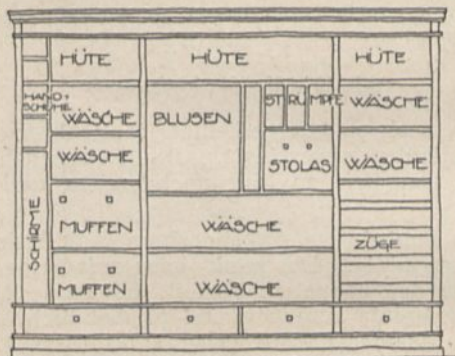 HÜTE
HÜTE
HÜTE
HAND=
SCHUHE
WÄSCHE
BLUSEN
STRÜMPFE
WÄSCHE
WÄSCHE
STOLAS
WÄSCHE
SCHIRME
MUFFEN
WÄSCHE
ZÜGE
MUFFEN
WÄSCHE